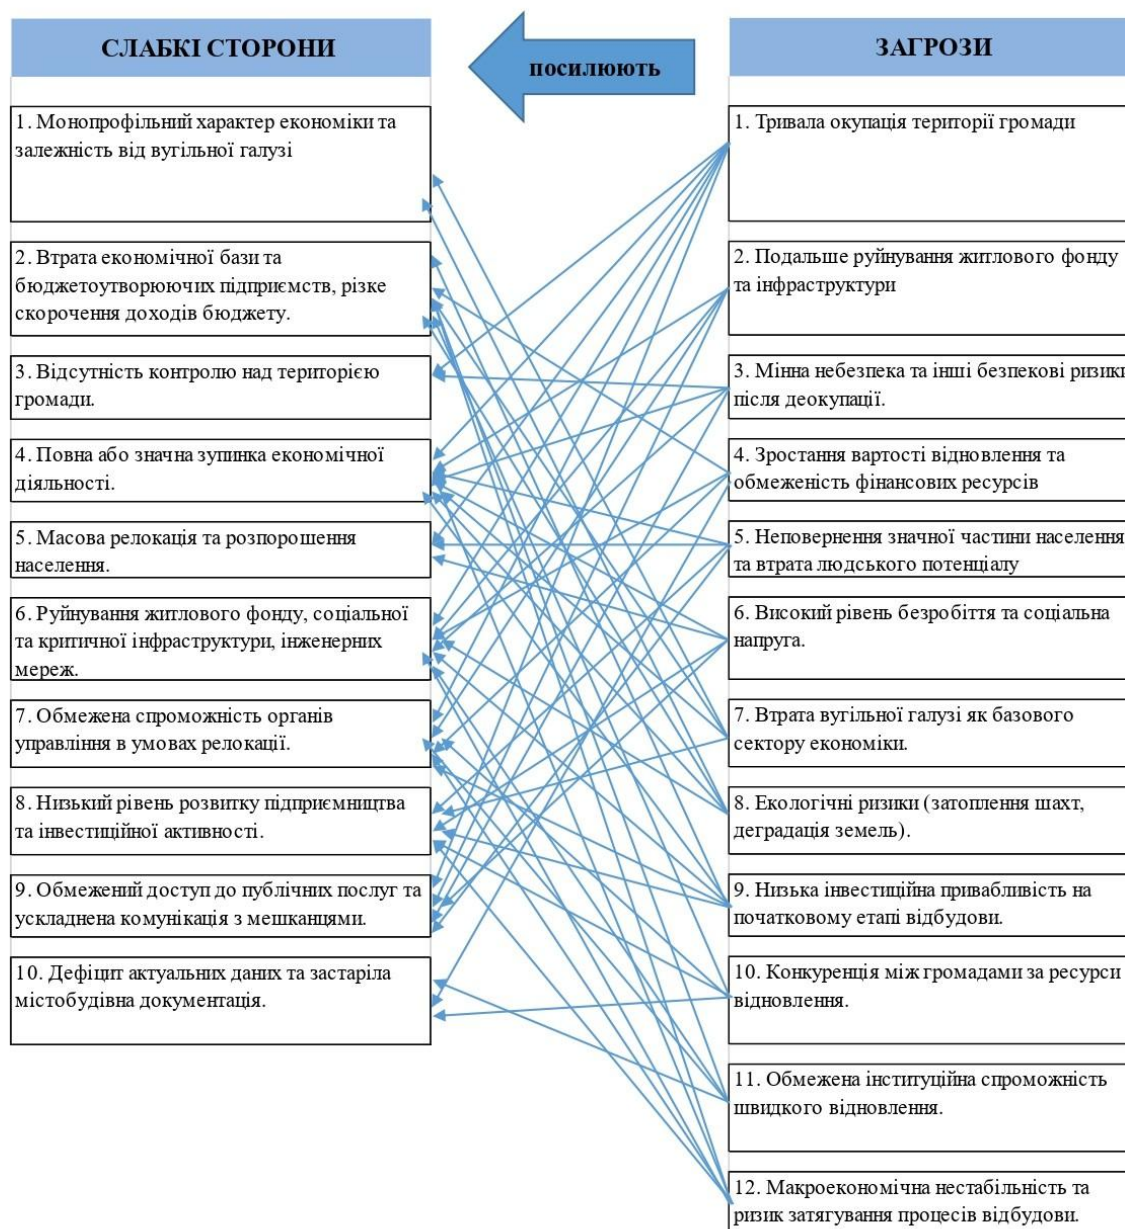 СЛАБКІ СТОРОНИ
посилюють
ЗАГРОЗИ
1. Монопрофільний характер економіки та
залежність від вугільної галузі
2. Втрата економічної бази та
бюджетоутворюючих підприємств, різке
скорочення доходів бюджету.
3. Відсутність контролю над територією
громади.
4. Повна або значна зупинка економічної
діяльності.
5. Масова релокація та розпорошення
населення.
6. Руйнування житлового фонду, соціальної
та критичної інфраструктури, інженерних
мереж.
7. Обмежена спроможність органів
управління в умовах релокації.
8. Низький рівень розвитку підприємництва
та інвестиційної активності.
9. Обмежений доступ до публічних послуг та
ускладнена комунікація з мешканцями.
10. Дефіцит актуальних даних та застаріла
містобудівна документація.
1. Тривала окупація території громади
2. Подальше руйнування житлового фонду
та інфраструктури
3. Мінна небезпека та інші безпекові ризики
після деокупації.
4. Зростання вартості відновлення та
обмеженість фінансових ресурсів
5. Неповернення значної частини населення
та втрата людського потенціалу
6. Високий рівень безробіття та соціальна
напруга.
7. Втрата вугільної галузі як базового
сектору економіки.
8. Екологічні ризики (затоплення шахт,
деградація земель).
9. Низька інвестиційна привабливість на
початковому етапі відбудови.
10. Конкуренція між громадами за ресурси
відновлення.
11. Обмежена інституційна спроможність
швидкого відновлення.
12. Макроекономічна нестабільність та
ризик затягування процесів відбудови.